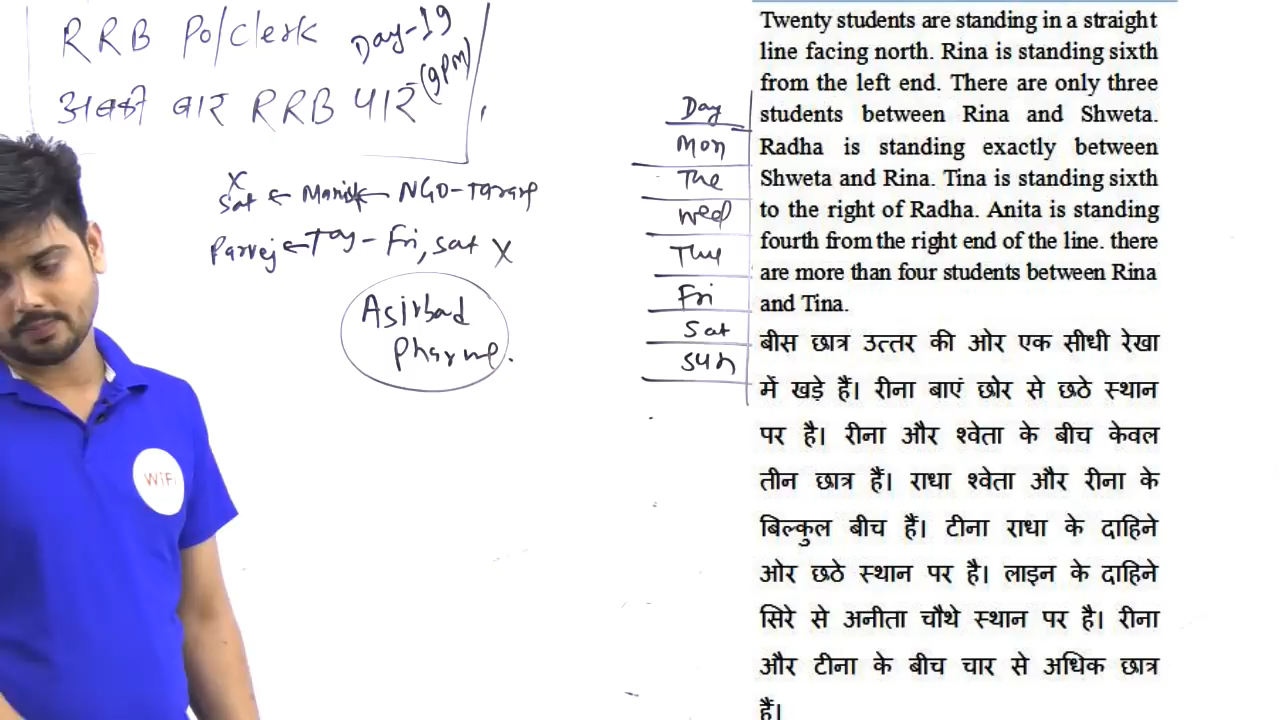 RRB PO/Clerk Day-19
अबकी बार RRB पार (9PM)
Sat ← Manish ← NGO-
x
Parvej ← Tag - Fri, Sat x
Asirbad
Day
Mon
Tue
Wed
Thu
Fri
Sat
Sun
WiFi
Twenty students are standing in a straight
line facing north. Rina is standing sixth
from the left end. There are only three
students between Rina and Shweta.
Radha is standing exactly between
Shweta and Rina. Tina is standing sixth
to the right of Radha. Anita is standing
fourth from the right end of the line. there
are more than four students between Rina
and Tina.
बीस छात्र उत्तर की ओर एक सीधी रेखा
में खड़े हैं। रीना बाएं छोर से छठे स्थान
पर है। रीना और श्वेता के बीच केवल
तीन छात्र हैं। राधा श्वेता और रीना के
बिल्कुल बीच हैं। टीना राधा के दाहिने
ओर छठे स्थान पर है। लाइन के दाहिने
सिरे से अनीता चौथे स्थान पर है। रीना
और टीना के बीच चार से अधिक छात्र
हैं।